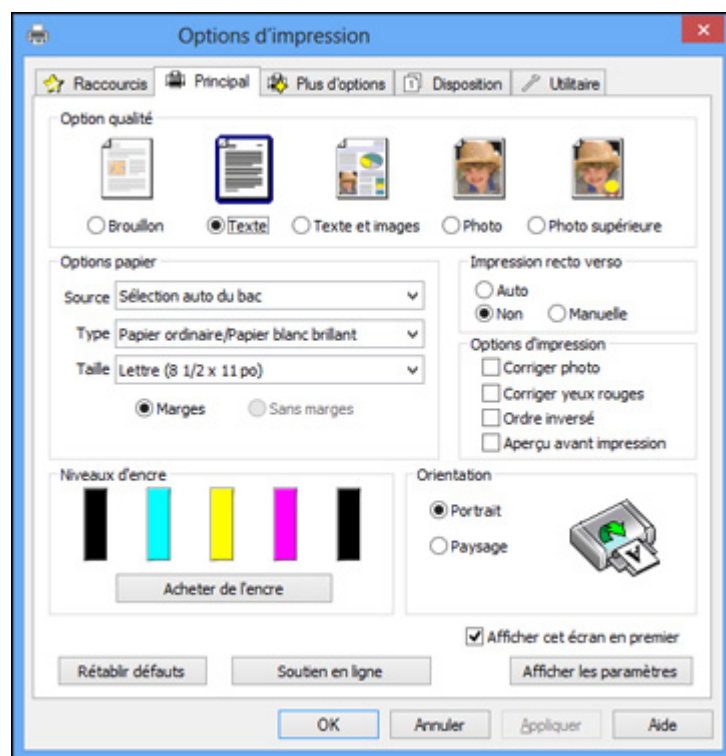 Options d'impression
Raccourcis Principal Plus d'options 1 Disposition Utilitaire
Option qualité
Brouillon Texte Texte et images Photo Photo supérieure
Options papier
Source Sélection auto du bac
Type Papier ordinaire/Papier blanc brillant
Taille Lettre (8 1/2 x 11 po)
Marges Sans marges
Impression recto verso
Auto
Non Manuelle
Options d'impression
Corriger photo
Corriger yeux rouges
Ordre inversé
Aperçu avant impression
Niveaux d'encre
Acheter de l'encre
Orientation
Portrait
Paysage
A
Afficher cet écran en premier
Rétablir défauts Soutien en ligne Afficher les paramètres
OK Annuler Appliquer Aide